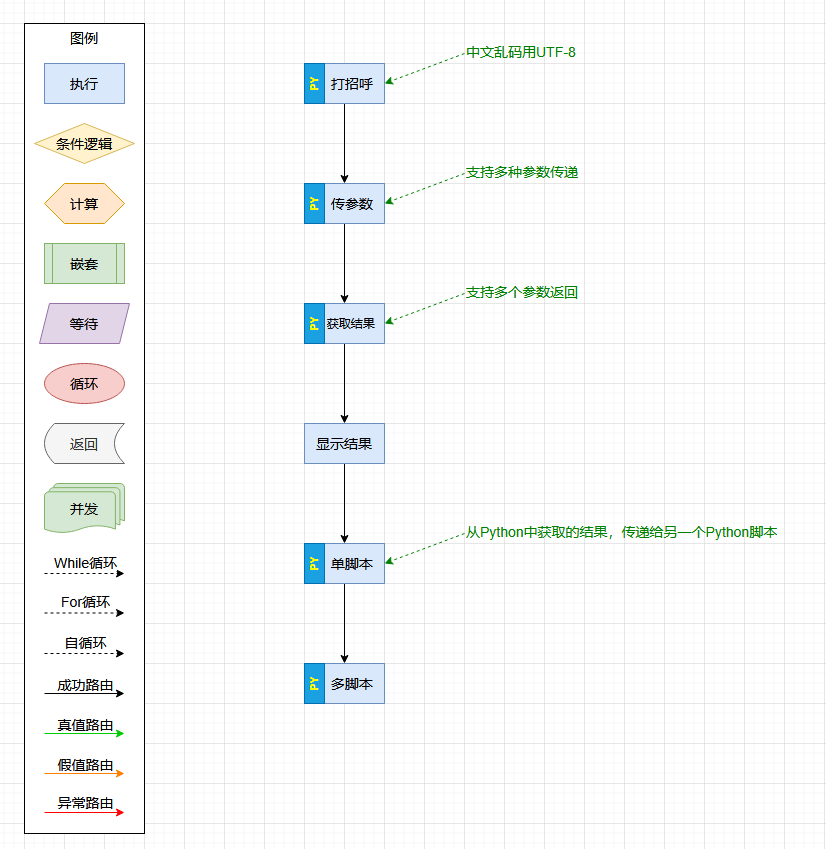 图例
执行
条件逻辑
计算
嵌套
等待
循环
返回
并发
While循环
For循环
自循环
成功路由
真值路由
假值路由
异常路由
中文乱码用UTF-8
PY
打招呼
支持多种参数传递
PY
传参数
支持多个参数返回
PY
获取结果
显示结果
从Python中获取的结果，传递给另一个Python脚本
PY
单脚本
PY
多脚本